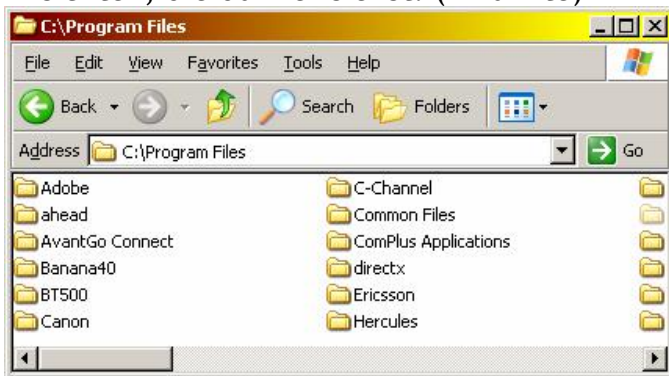 C:\Program Files
File Edit View Favorites Tools Help
Back Search Folders
Address C:\Program Files Go
Adobe C-Channel
ahead Common Files
AvantGo Connect ComPlus Applications
Banana40 directx
BT500 Ericsson
Canon Hercules